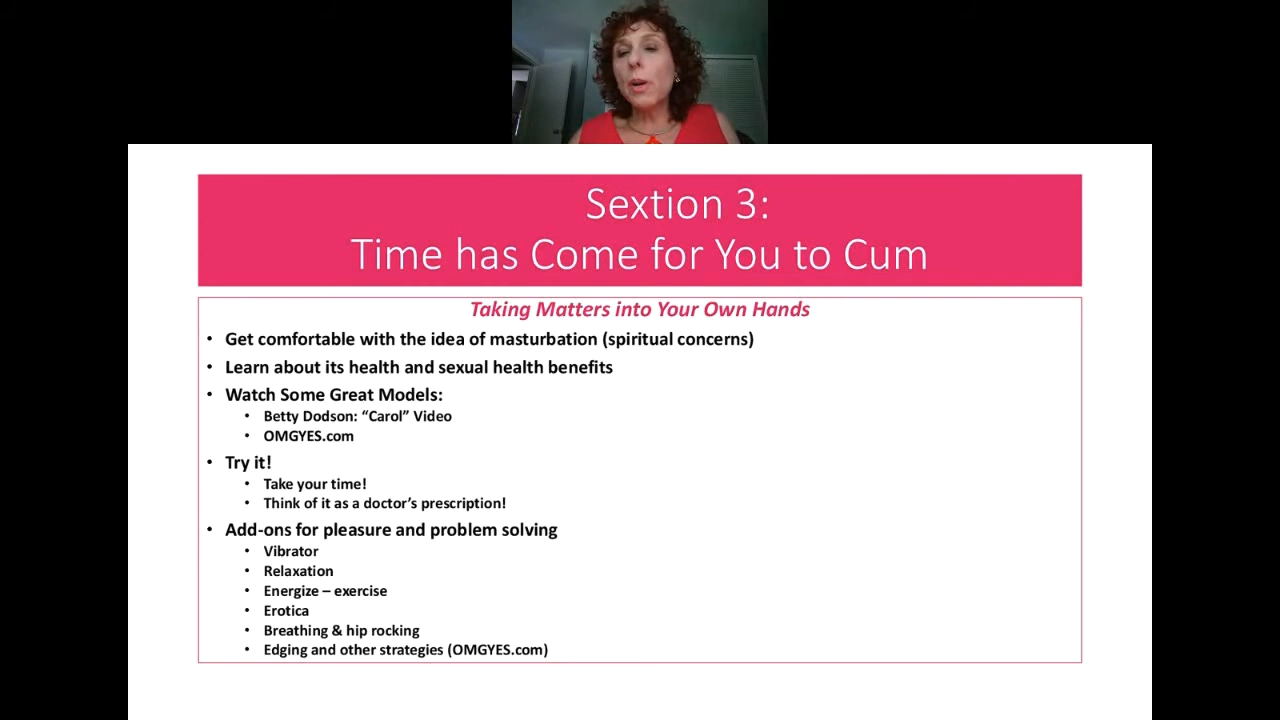 Sextion 3:
Time has Come for You to Cum
Taking Matters into Your Own Hands
• Get comfortable with the idea of masturbation (spiritual concerns)
• Learn about its health and sexual health benefits
• Watch Some Great Models:
• Betty Dodson: “Carol” Video
• OMGYES.com
• Try it!
• Take your time!
• Think of it as a doctor’s prescription!
• Add-ons for pleasure and problem solving
• Vibrator
• Relaxation
• Energize – exercise
• Erotica
• Breathing & hip rocking
• Edging and other strategies (OMGYES.com)